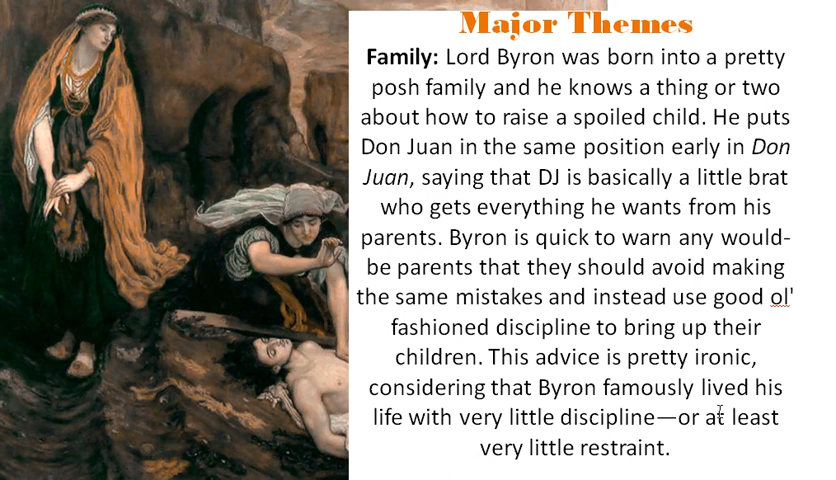 Major Themes
Family: Lord Byron was born into a pretty
posh family and he knows a thing or two
about how to raise a spoiled child. He puts
Don Juan in the same position early in Don
Juan, saying that DJ is basically a little brat
who gets everything he wants from his
parents. Byron is quick to warn any would-
be parents that they should avoid making
the same mistakes and instead use good ol'
fashioned discipline to bring up their
children. This advice is pretty ironic,
considering that Byron famously lived his
life with very little discipline—or at least
very little restraint.